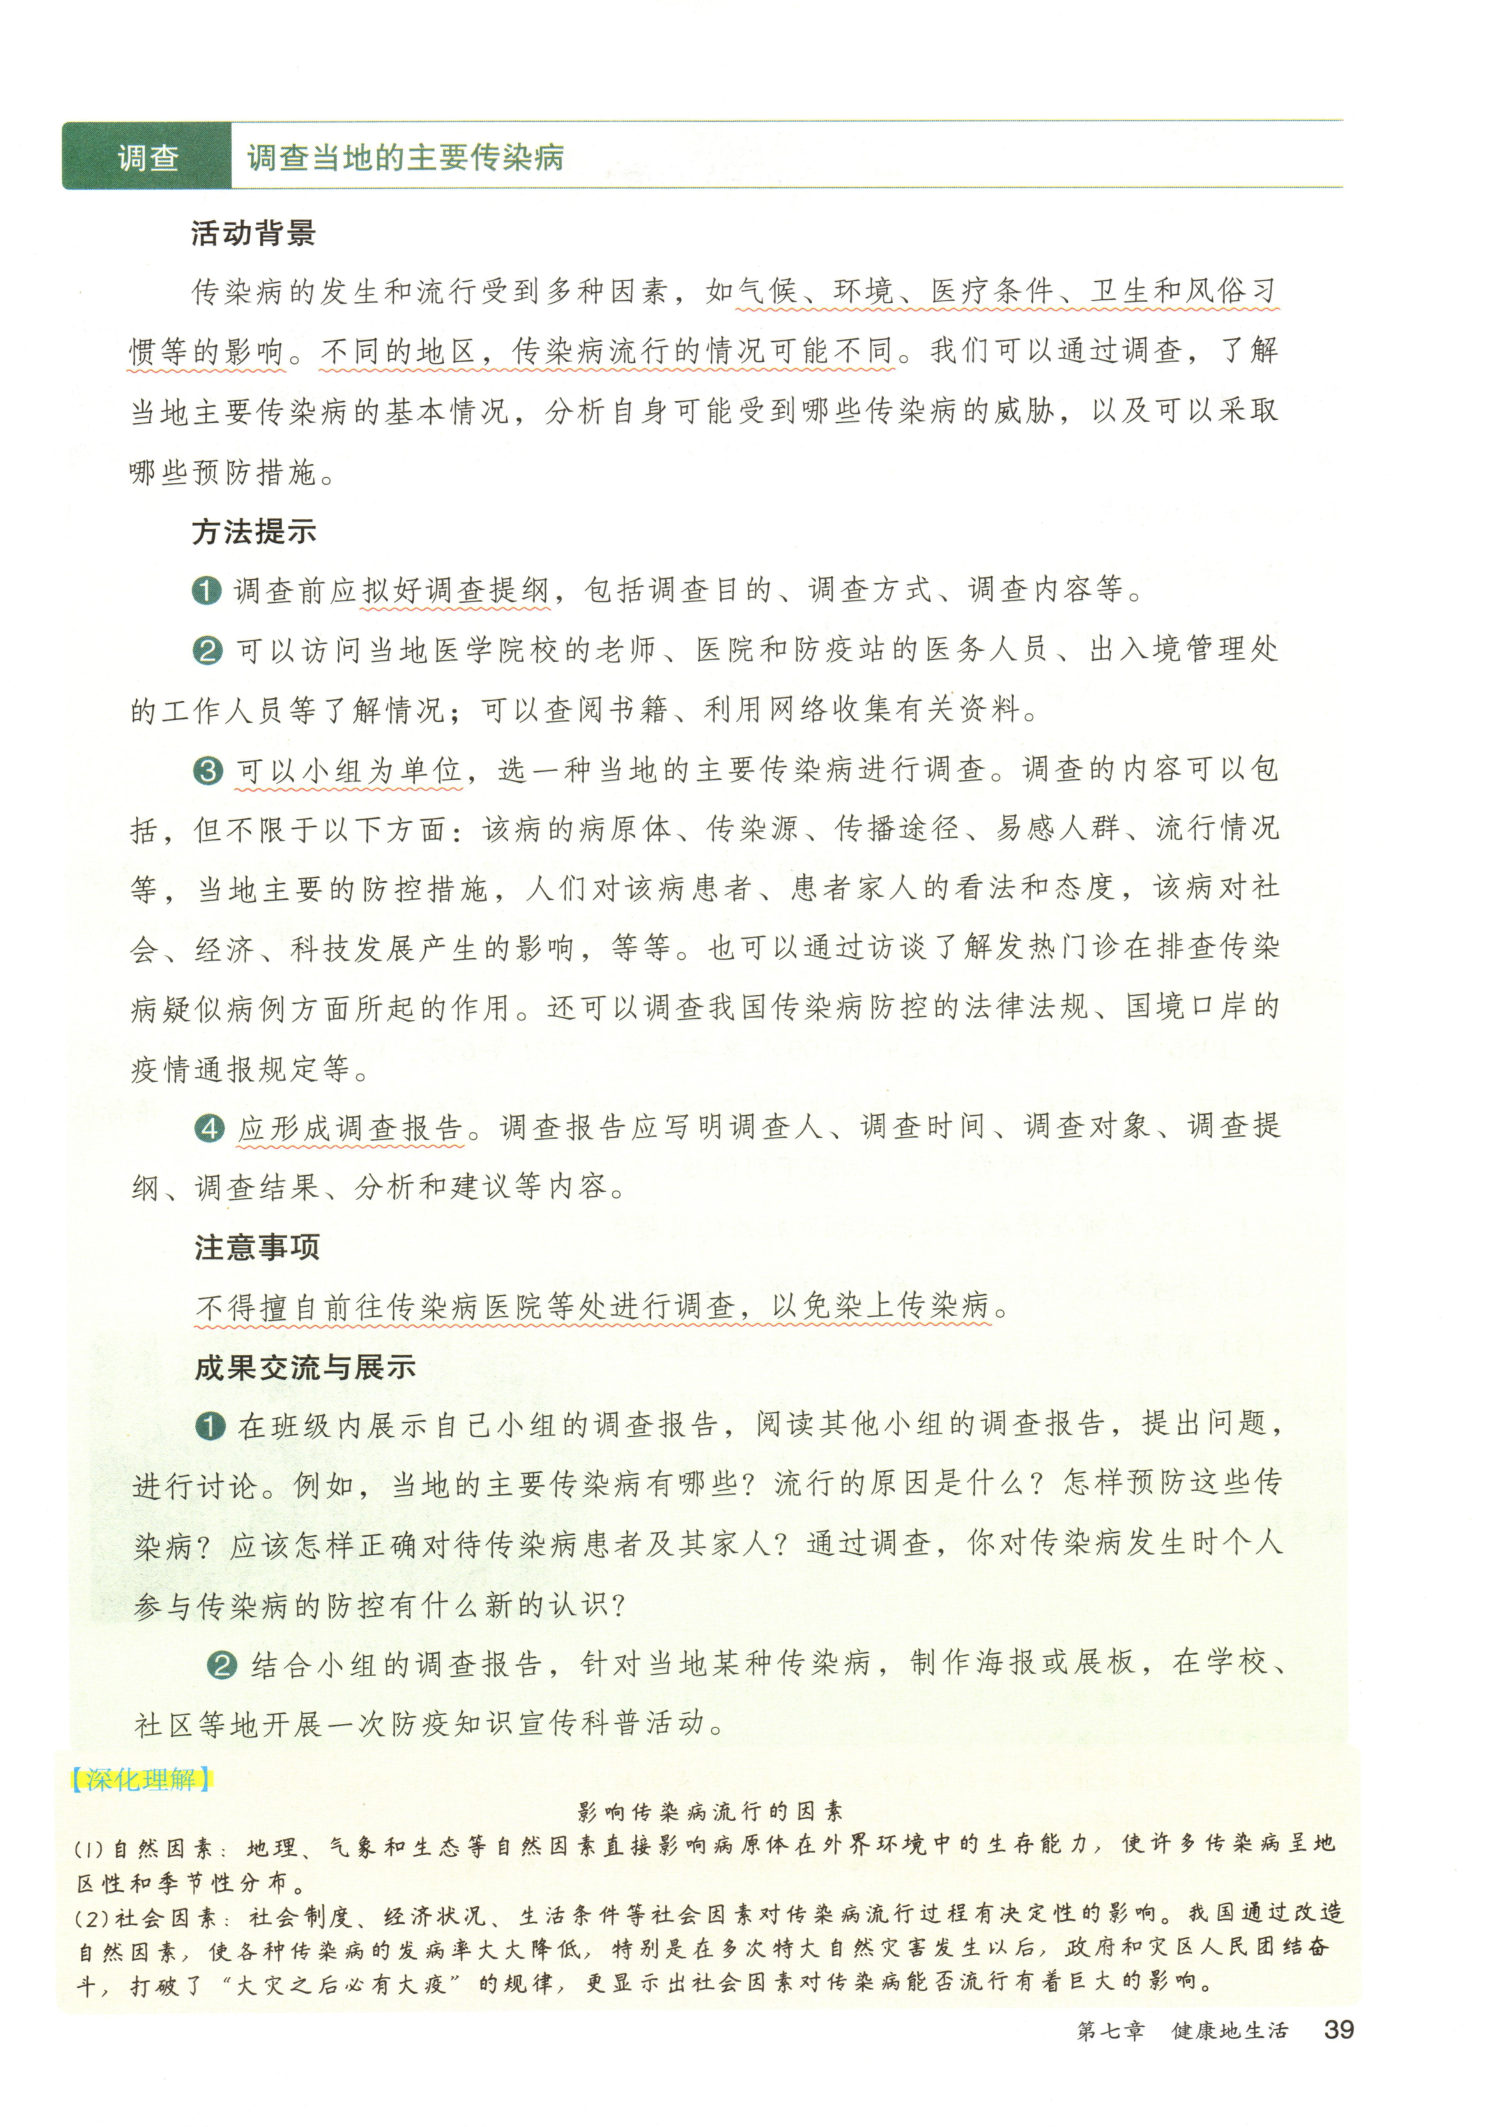 调查 调查当地的主要传染病
活动背景
传染病的发生和流行受到多种因素，如气候、环境、医疗条件、卫生和风俗习
惯等的影响。不同的地区，传染病流行的情况可能不同。我们可以通过调查，了解
当地主要传染病的基本情况，分析自身可能受到哪些传染病的威胁，以及可以采取
哪些预防措施。
方法提示
❶ 调查前应拟好调查提纲，包括调查目的、调查方式、调查内容等。
❷ 可以访问当地医学院校的老师、医院和防疫站的医务人员、出入境管理处
的工作人员等了解情况；可以查阅书籍、利用网络收集有关资料。
❸ 可以小组为单位，选一种当地的主要传染病进行调查。调查的内容可以包
括，但不限于以下方面：该病的病原体、传染源、传播途径、易感人群、流行情况
等，当地主要的防控措施，人们对该病患者、患者家人的看法和态度，该病对社
会、经济、科技发展产生的影响，等等。也可以通过访谈了解发热门诊在排查传染
病疑似病例方面所起的作用。还可以调查我国传染病防控的法律法规、国境口岸的
疫情通报规定等。
❹ 应形成调查报告。调查报告应写明调查人、调查时间、调查对象、调查提
纲、调查结果、分析和建议等内容。
注意事项
不得擅自前往传染病医院等处进行调查，以免染上传染病。
成果交流与展示
❶ 在班级内展示自己小组的调查报告，阅读其他小组的调查报告，提出问题，
进行讨论。例如，当地的主要传染病有哪些？流行的原因是什么？怎样预防这些传
染病？应该怎样正确对待传染病患者及其家人？通过调查，你对传染病发生时个人
参与传染病的防控有什么新的认识？
❷ 结合小组的调查报告，针对当地某种传染病，制作海报或展板，在学校、
社区等地开展一次防疫知识宣传科普活动。
【深化理解】
影响传染病流行的因素
(1)自然因素：地理、气象和生态等自然因素直接影响病原体在外界环境中的生存能力，使许多传染病呈地
区性和季节性分布。
(2)社会因素：社会制度、经济状况、生活条件等社会因素对传染病流行过程有决定性的影响。我国通过改造
自然因素，使各种传染病的发病率大大降低，特别是在多次特大自然灾害发生以后，政府和灾区人民团结奋
斗，打破了“大灾之后必有大疫”的规律，更显示出社会因素对传染病能否流行有着巨大的影响。
第七章 健康地生活 39